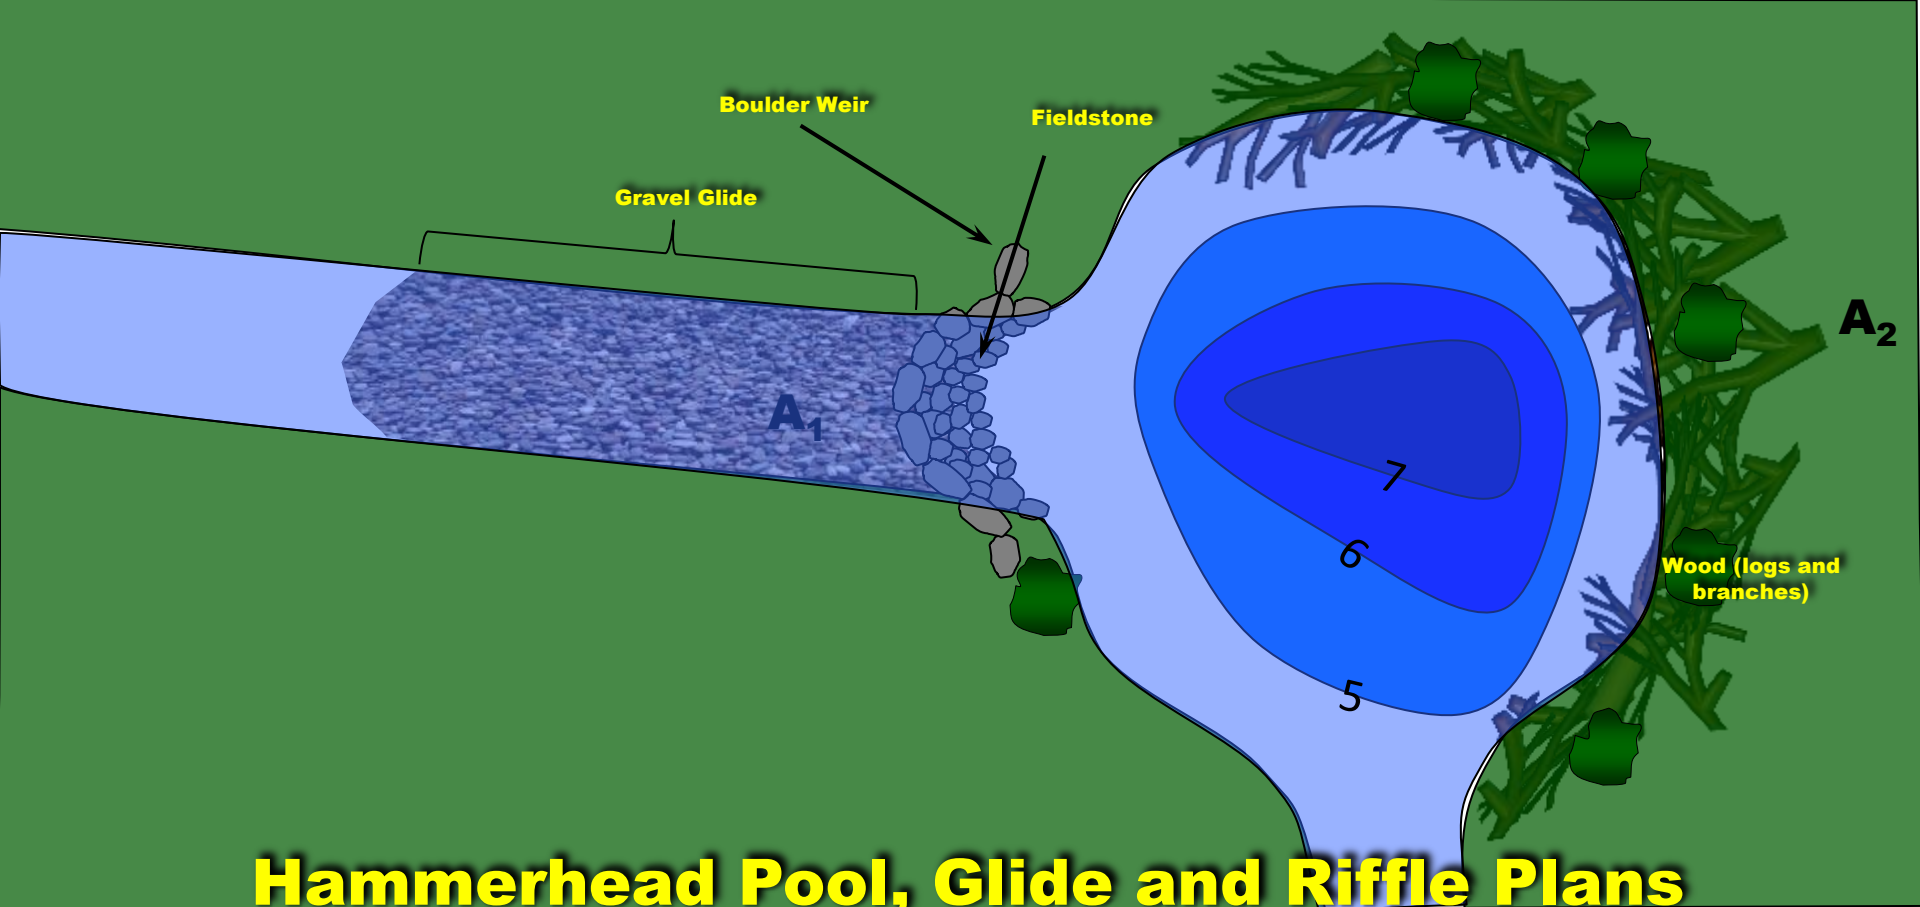 Boulder Weir
Fieldstone
Gravel Glide
A2
A1
7
6
Wood (logs and
branches)
5
Hammerhead Pool, Glide and Riffle Plans